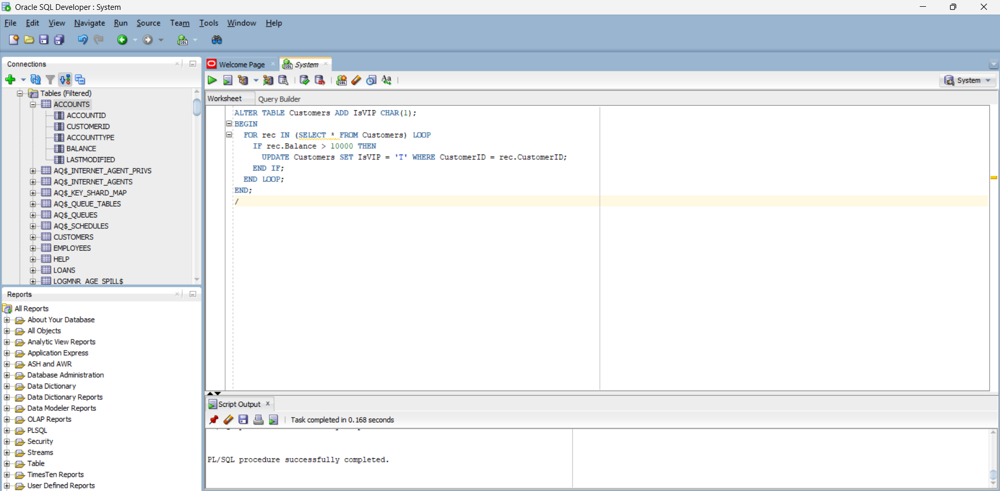 Oracle SQL Developer : System
File Edit View Navigate Run Source Team Tools Window Help
Connections
Tables (Filtered)
ACCOUNTS
ACCOUNTID
CUSTOMERID
ACCOUNTTYPE
BALANCE
LASTMODIFIED
AQ$_INTERNET_AGENT_PRIVS
AQ$_INTERNET_AGENTS
AQ$_KEY_SHARD_MAP
AQ$_QUEUE_TABLES
AQ$_QUEUES
AQ$_SCHEDULES
CUSTOMERS
EMPLOYEES
HELP
LOANS
LOGMNR_AGE_SPILL$
Reports
All Reports
About Your Database
All Objects
Analytic View Reports
Application Express
ASH and AWR
Database Administration
Data Dictionary
Data Dictionary Reports
Data Modeler Reports
OLAP Reports
PLSQL
Security
Streams
Table
TimesTen Reports
User Defined Reports
Welcome Page
System
System
Worksheet Query Builder
ALTER TABLE Customers ADD IsVIP CHAR(1);
BEGIN
FOR rec IN (SELECT * FROM Customers) LOOP
IF rec.Balance > 10000 THEN
UPDATE Customers SET IsVIP = 'T' WHERE CustomerID = rec.CustomerID;
END IF;
END LOOP;
END;
/
Script Output
Task completed in 0.168 seconds
PL/SQL procedure successfully completed.